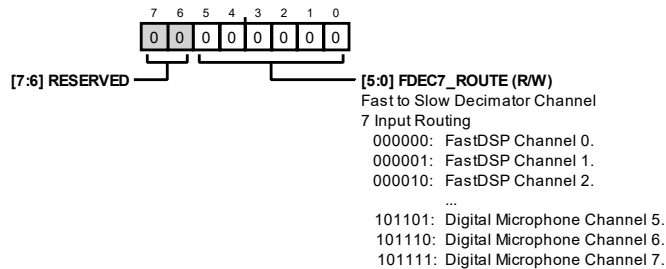 7 6 5 4 3 2 1 0
0 0 0 0 0 0 0 0
[7:6] RESERVED
[5:0] FDEC7_ROUTE (R/W)
Fast to Slow Decimator Channel
7 Input Routing
000000: FastDSP Channel 0.
000001: FastDSP Channel 1.
000010: FastDSP Channel 2.
...
101101: Digital Microphone Channel 5.
101110: Digital Microphone Channel 6.
101111: Digital Microphone Channel 7.